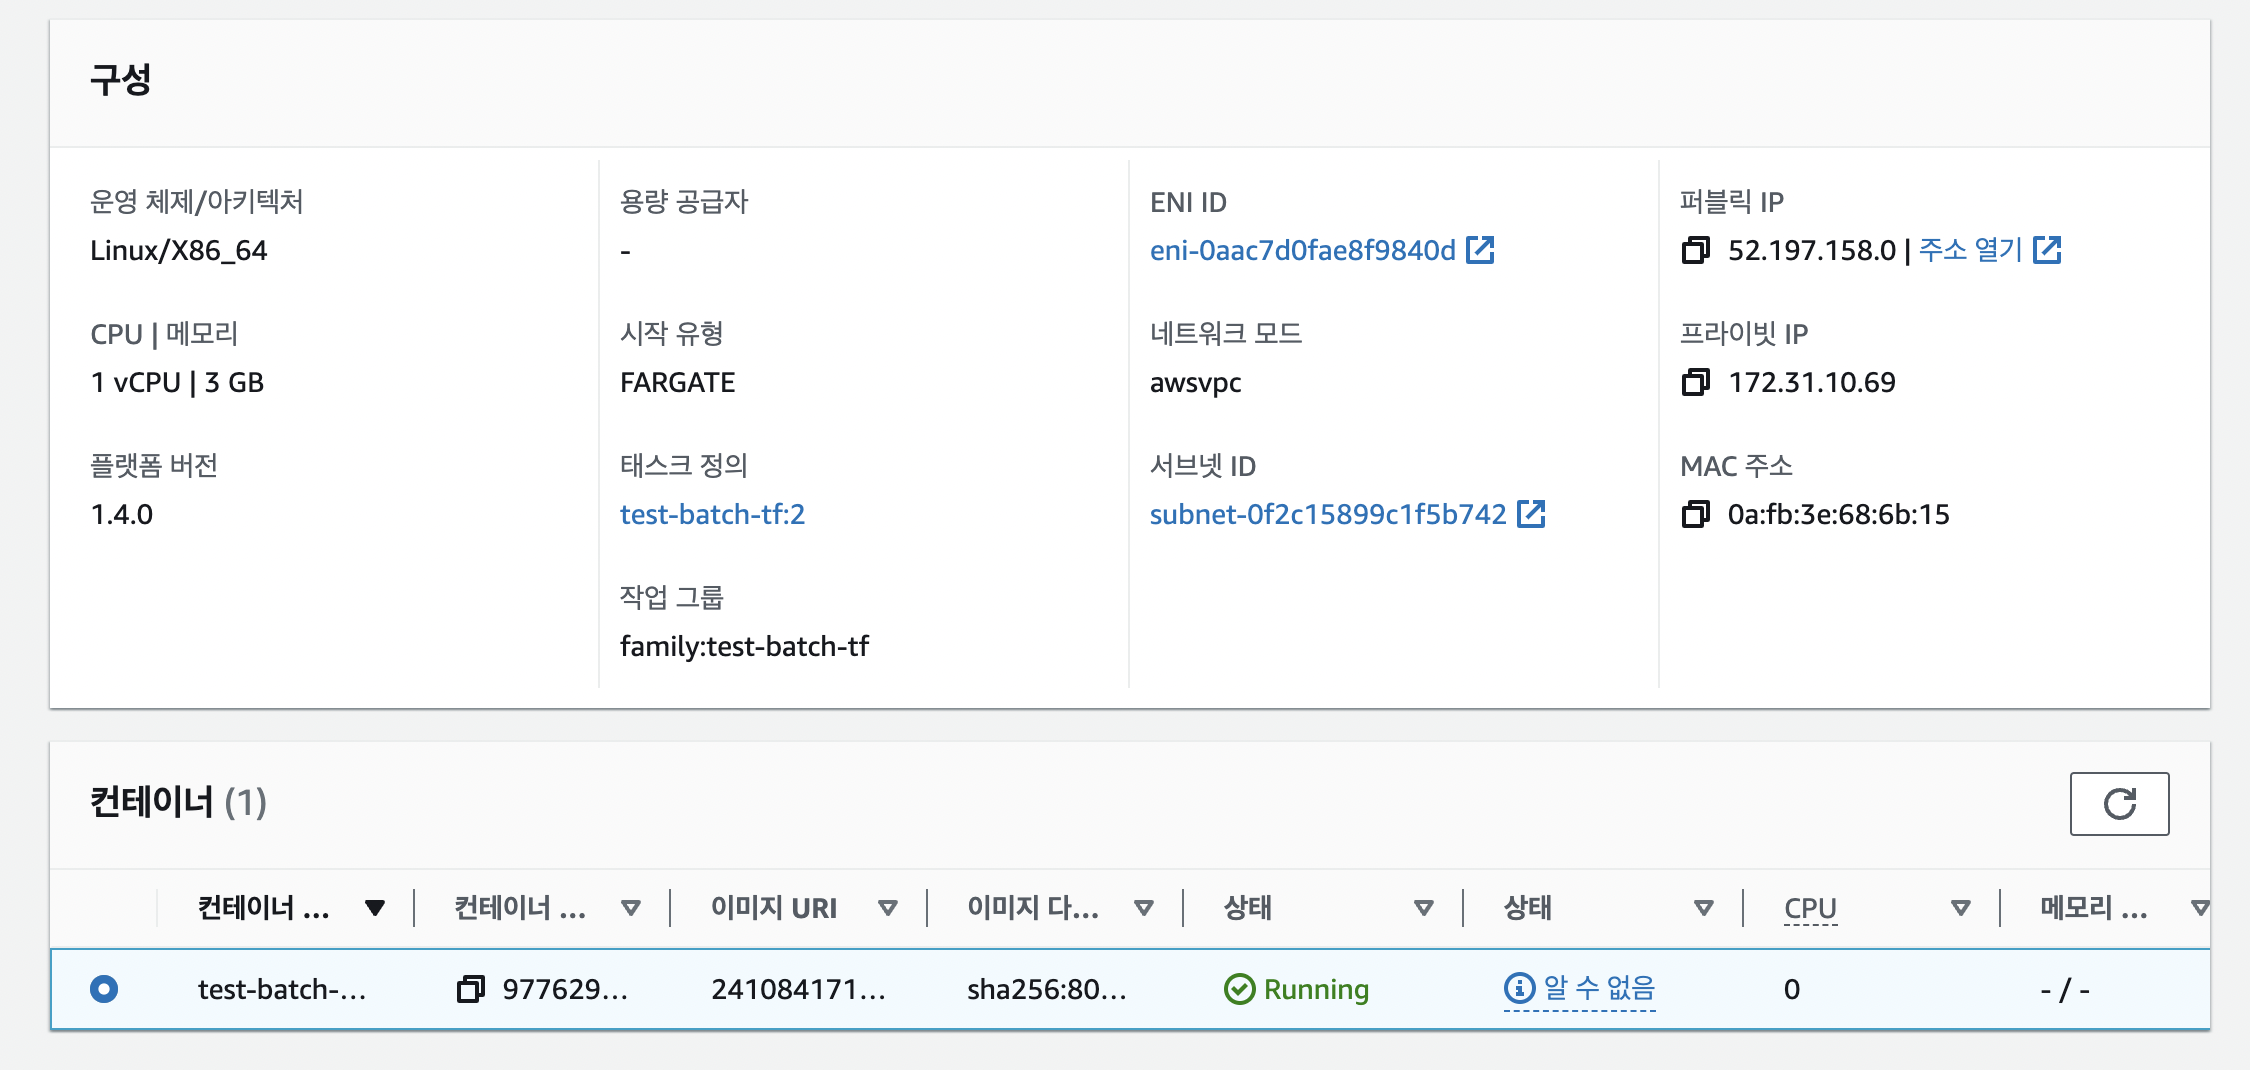 구성
운영 체제/아키텍처
Linux/X86_64
CPU | 메모리
1 vCPU | 3 GB
플랫폼 버전
1.4.0
용량 공급자
-
시작 유형
FARGATE
태스크 정의
test-batch-tf:2
작업 그룹
family:test-batch-tf
ENI ID
eni-0aac7d0fae8f9840d
네트워크 모드
awsvpc
서브넷 ID
subnet-0f2c15899c1f5b742
퍼블릭 IP
52.197.158.0 | 주소 열기
프라이빗 IP
172.31.10.69
MAC 주소
0a:fb:3e:68:6b:15
컨테이너 (1)
컨테이너 ... 컨테이너 ... 이미지 URI 이미지 다... 상태 상태 CPU 메모리 ...
test-batch-... 977629... 241084171... sha256:80... Running 알 수 없음 0 - / -